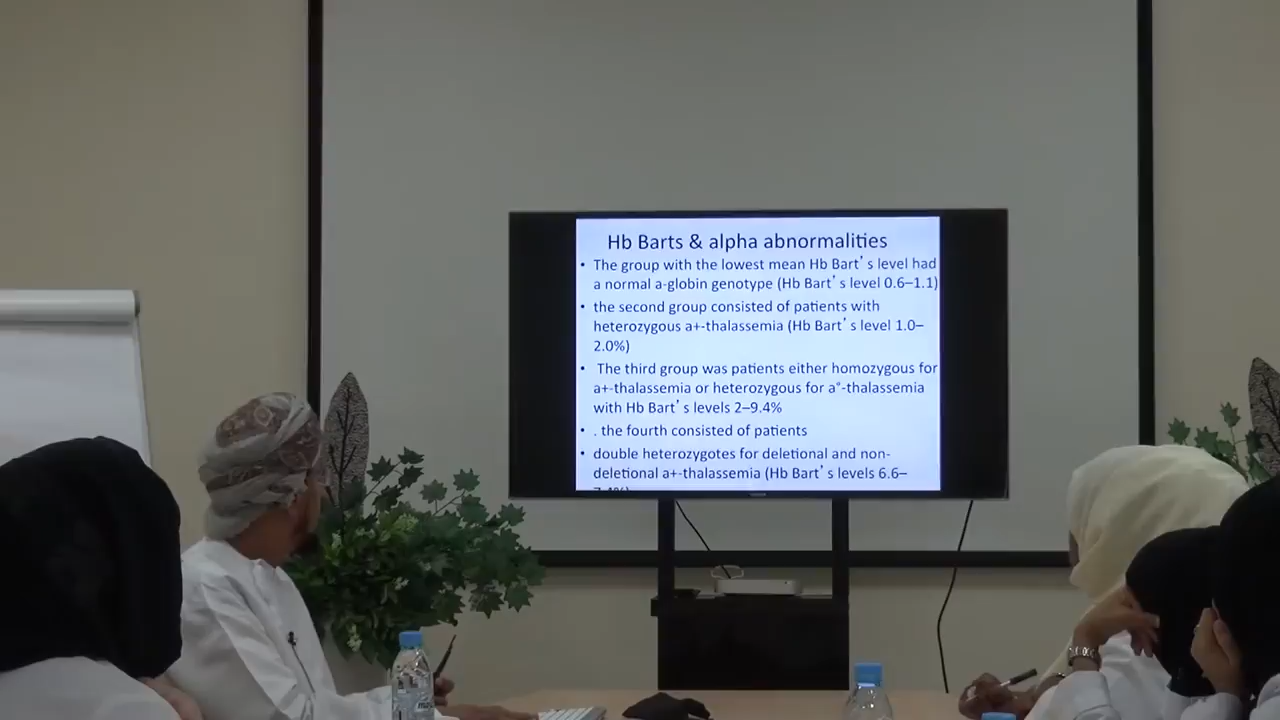 Hb Barts & alpha abnormalities
• The group with the lowest mean Hb Bart's level had
a normal a-globin genotype (Hb Bart's level 0.6–1.1)
• the second group consisted of patients with
heterozygous a+-thalassemia (Hb Bart's level 1.0–
2.0%)
• The third group was patients either homozygous for
a+-thalassemia or heterozygous for a°-thalassemia
with Hb Bart's levels 2–9.4%
• . the fourth consisted of patients
• double heterozygotes for deletional and non-
deletional a+-thalassemia (Hb Bart's levels 6.6–